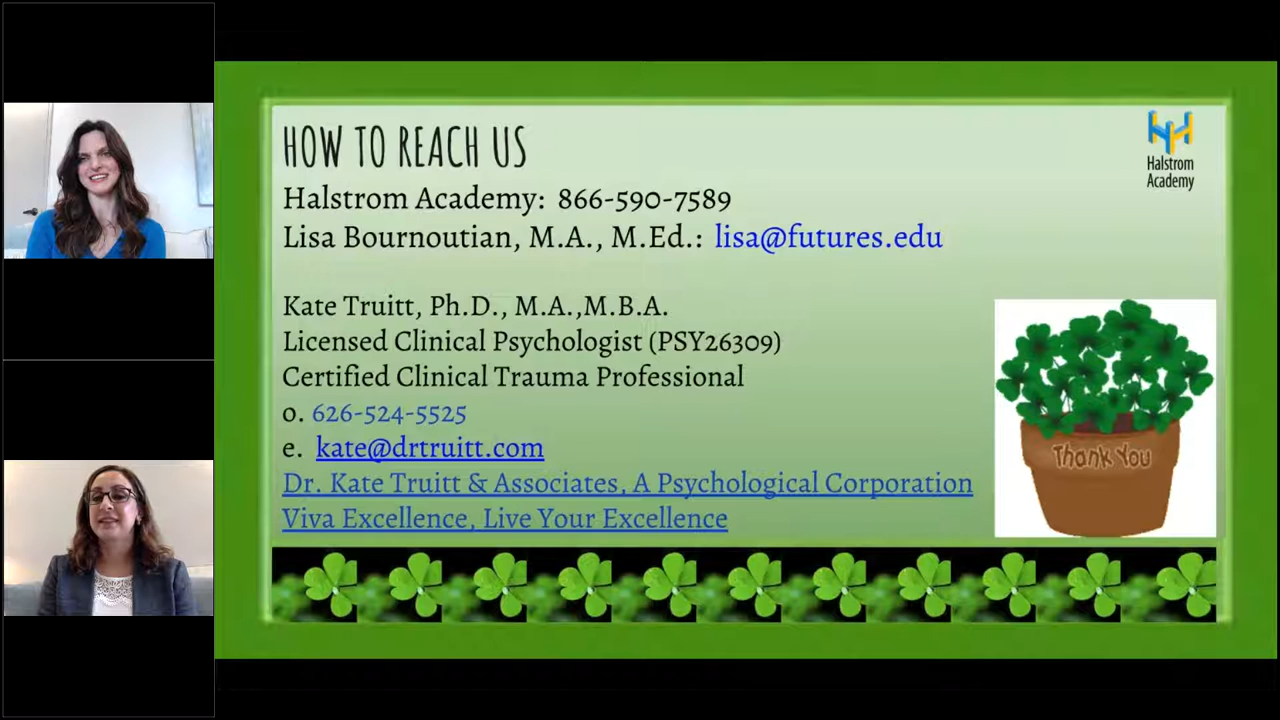 HOW TO REACH US
Halstrom Academy: 866-590-7589
Lisa Bournoutian, M.A., M.Ed.: lisa@futures.edu
Kate Truitt, Ph.D., M.A.,M.B.A.
Licensed Clinical Psychologist (PSY26309)
Certified Clinical Trauma Professional
o. 626-524-5525
e. kate@drtruitt.com
Dr. Kate Truitt & Associates, A Psychological Corporation
Viva Excellence, Live Your Excellence
Halstrom
Academy
Thank You